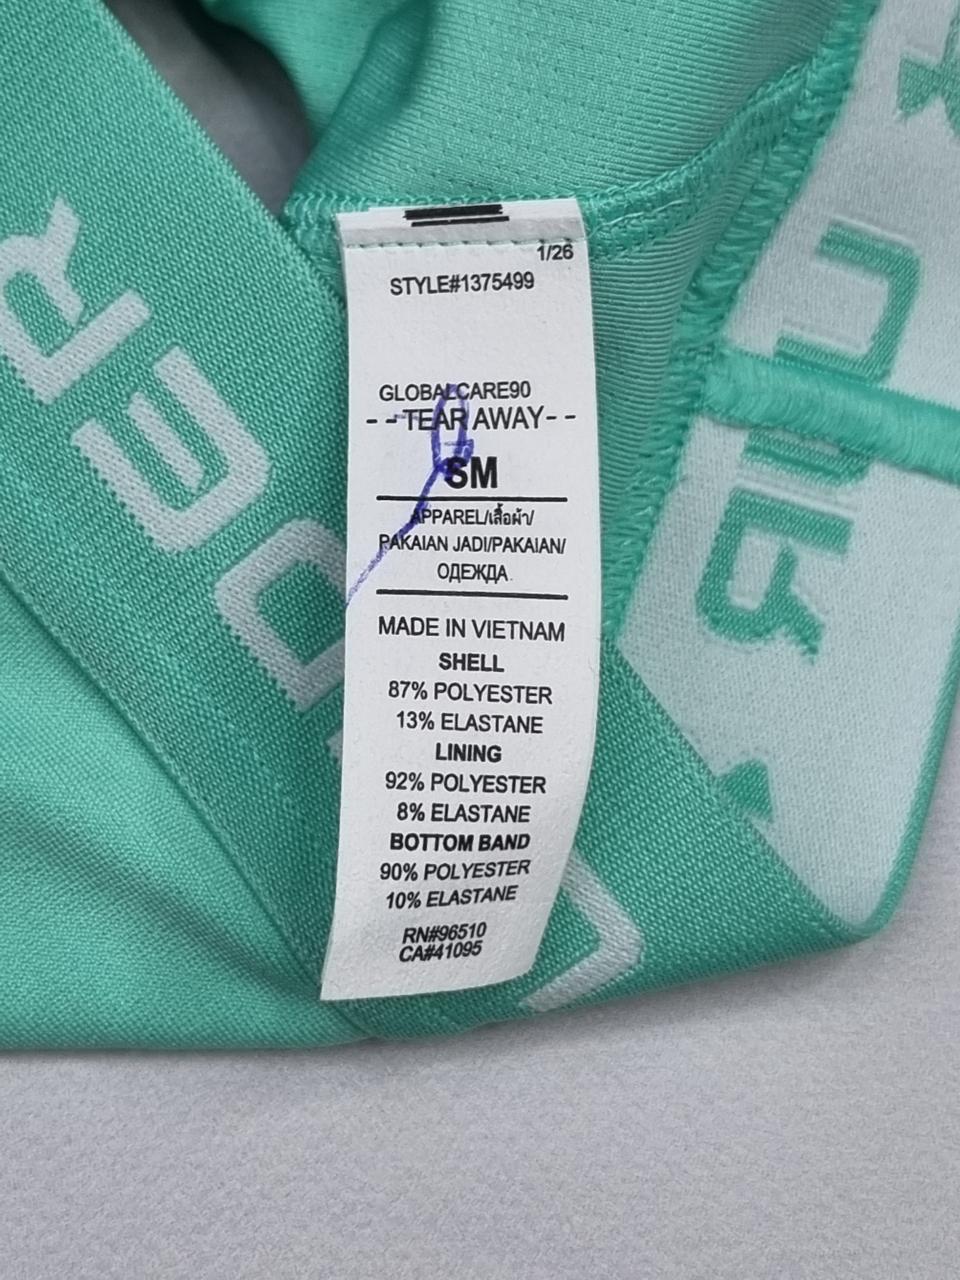 1/26
STYLE#1375499
GLOBALCARE90
--TEAR AWAY--
SM
APPAREL/เสื้อผ้า/
PAKAIAN JADI/PAKAIAN/
ОДЕЖДА
MADE IN VIETNAM
SHELL
87% POLYESTER
13% ELASTANE
LINING
92% POLYESTER
8% ELASTANE
BOTTOM BAND
90% POLYESTER
10% ELASTANE
RN#96510
CA#41095